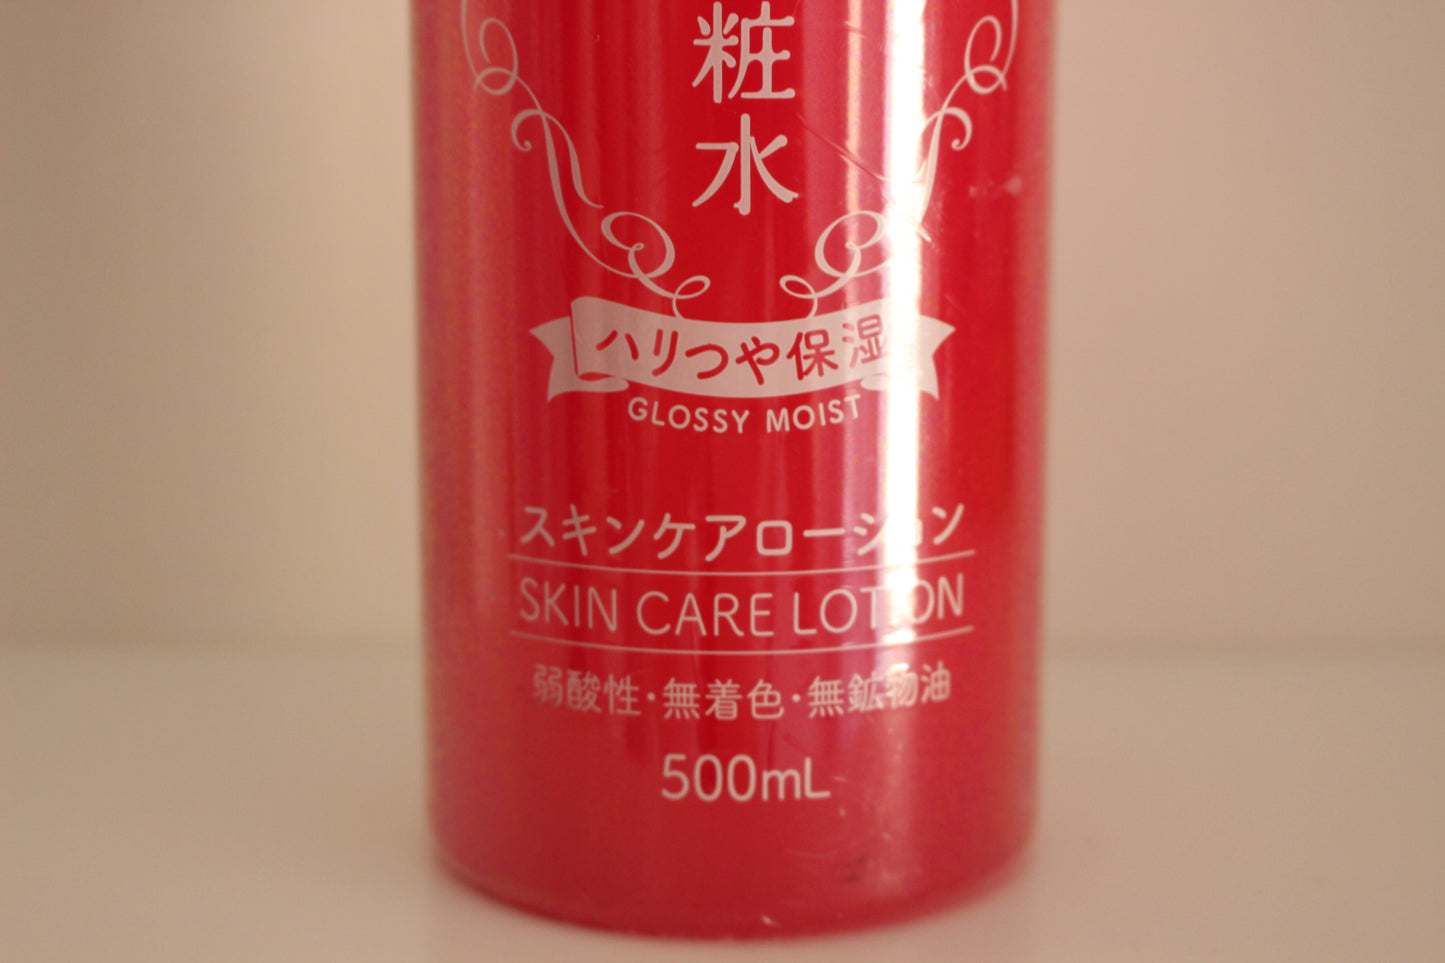 粧水
ハリつや保湿
GLOSSY MOIST
スキンケアローション
SKIN CARE LOTION
弱酸性・無着色・無鉱物油
500mL